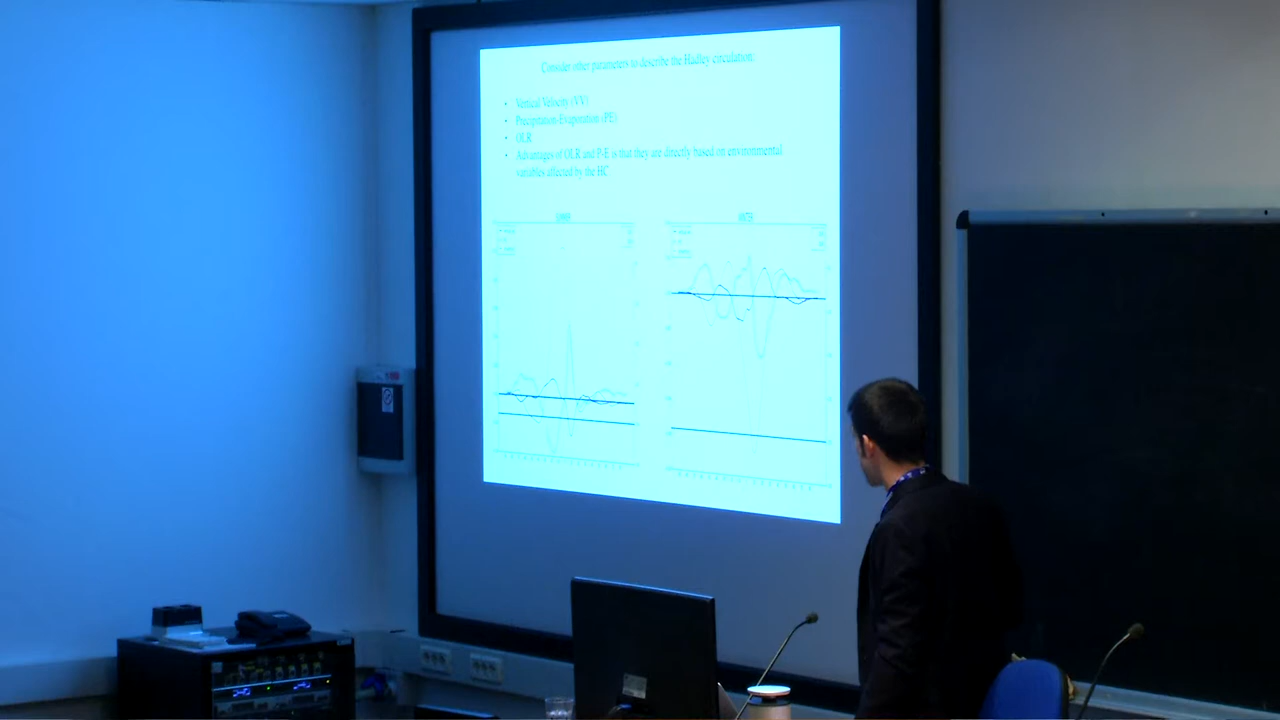 Consider other parameters to describe the Hadley circulation:
• Vertical Velocity (VV)
• Precipitation-Evaporation (PE)
• OLR
• Advantages of OLR and P-E is that they are directly based on environmental
variables affected by the HC